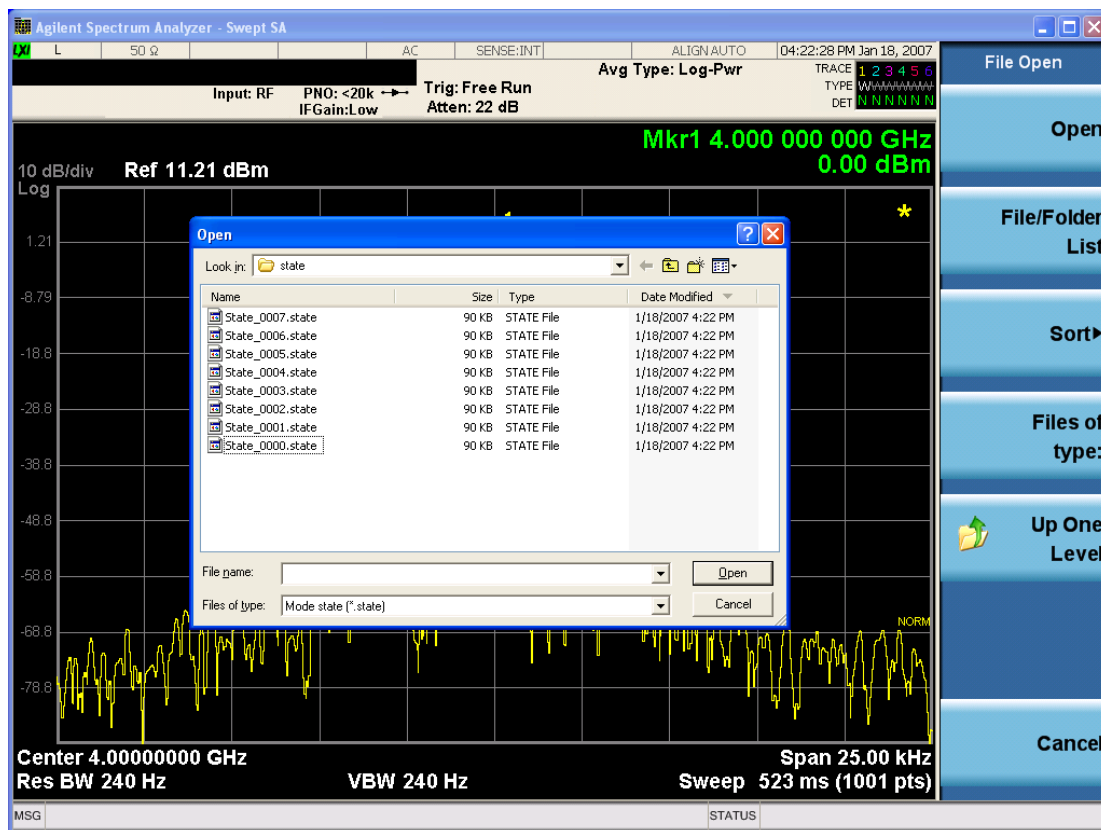 Agilent Spectrum Analyzer - Swept SA
LXI L 50 Ω AC SENSE:INT ALIGNAUTO 04:22:28 PM Jan 18, 2007
Input: RF PNO: <20k IFGain:Low
Trig: Free Run
Atten: 22 dB
Avg Type: Log-Pwr
TRACE 1 2 3 4 5 6
TYPE
DET N N N N N N
Mkr1 4.000 000 000 GHz
0.00 dBm
10 dB/div Ref 11.21 dBm
Log
1.21
-8.79
-18.8
-28.8
-38.8
-48.8
-58.8
-68.8
-78.8
*
Open
Look in: state
Name Size Type Date Modified
State_0007.state 90 KB STATE File 1/18/2007 4:22 PM
State_0006.state 90 KB STATE File 1/18/2007 4:22 PM
State_0005.state 90 KB STATE File 1/18/2007 4:22 PM
State_0004.state 90 KB STATE File 1/18/2007 4:22 PM
State_0003.state 90 KB STATE File 1/18/2007 4:22 PM
State_0002.state 90 KB STATE File 1/18/2007 4:22 PM
State_0001.state 90 KB STATE File 1/18/2007 4:22 PM
State_0000.state 90 KB STATE File 1/18/2007 4:22 PM
File name: Open
Files of type: Mode state (*.state) Cancel
NORM
Center 4.00000000 GHz Span 25.00 kHz
Res BW 240 Hz VBW 240 Hz Sweep 523 ms (1001 pts)
MSG STATUS
File Open
Open
File/Folder
List
Sort
Files of
type:
Up One
Level
Cancel